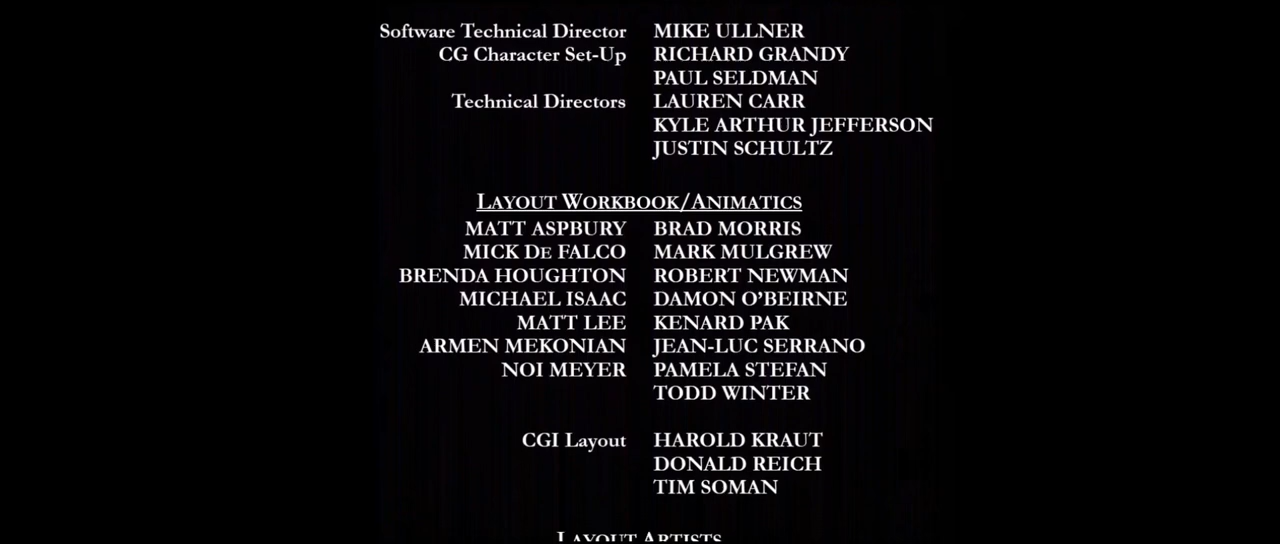 Software Technical Director MIKE ULLNER
CG Character Set-Up RICHARD GRANDY
PAUL SELDMAN
Technical Directors LAUREN CARR
KYLE ARTHUR JEFFERSON
JUSTIN SCHULTZ
LAYOUT WORKBOOK/ANIMATICS
MATT ASPBURY BRAD MORRIS
MICK DE FALCO MARK MULGREW
BRENDA HOUGHTON ROBERT NEWMAN
MICHAEL ISAAC DAMON O'BEIRNE
MATT LEE KENARD PAK
ARMEN MEKONIAN JEAN-LUC SERRANO
NOI MEYER PAMELA STEFAN
TODD WINTER
CGI Layout HAROLD KRAUT
DONALD REICH
TIM SOMAN
LAYOUT ARTISTS